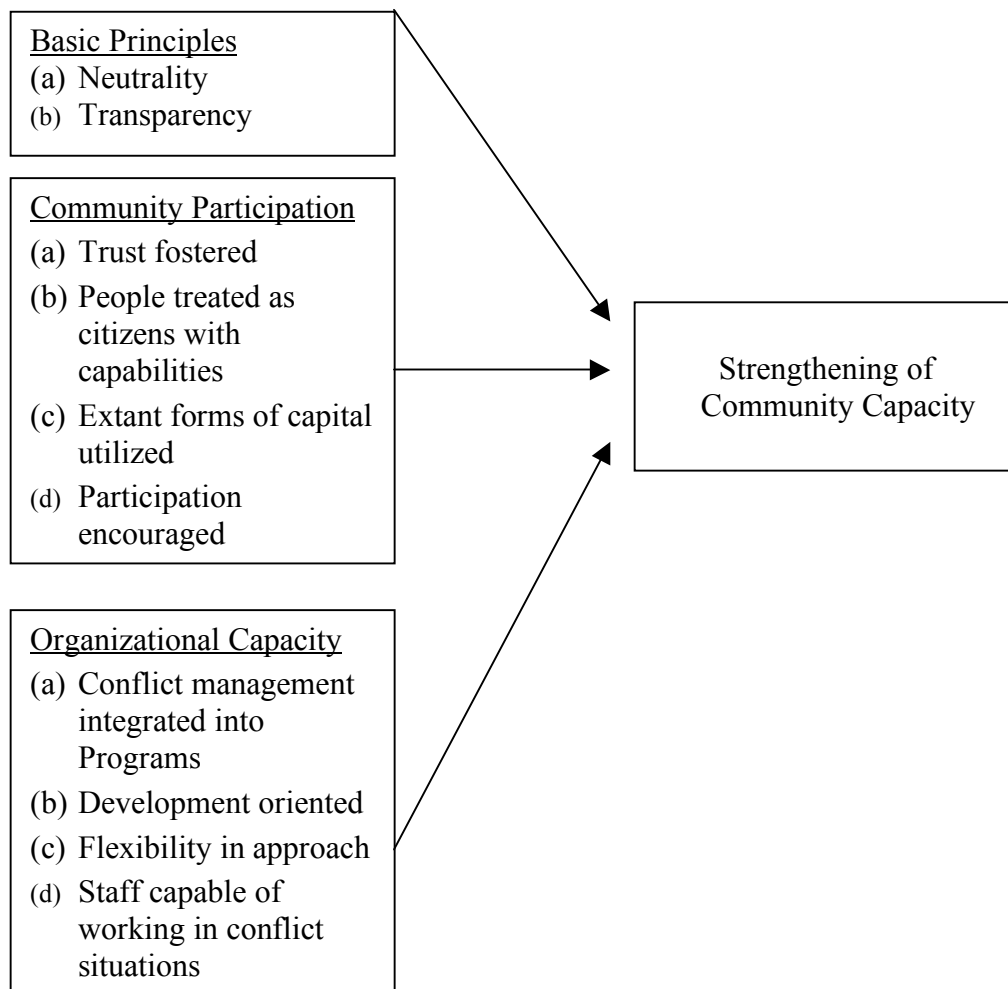 Basic Principles
(a) Neutrality
(b) Transparency
Community Participation
(a) Trust fostered
(b) People treated as
citizens with
capabilities
(c) Extant forms of capital
utilized
(d) Participation
encouraged
Organizational Capacity
(a) Conflict management
integrated into
Programs
(b) Development oriented
(c) Flexibility in approach
(d) Staff capable of
working in conflict
situations
Strengthening of
Community Capacity